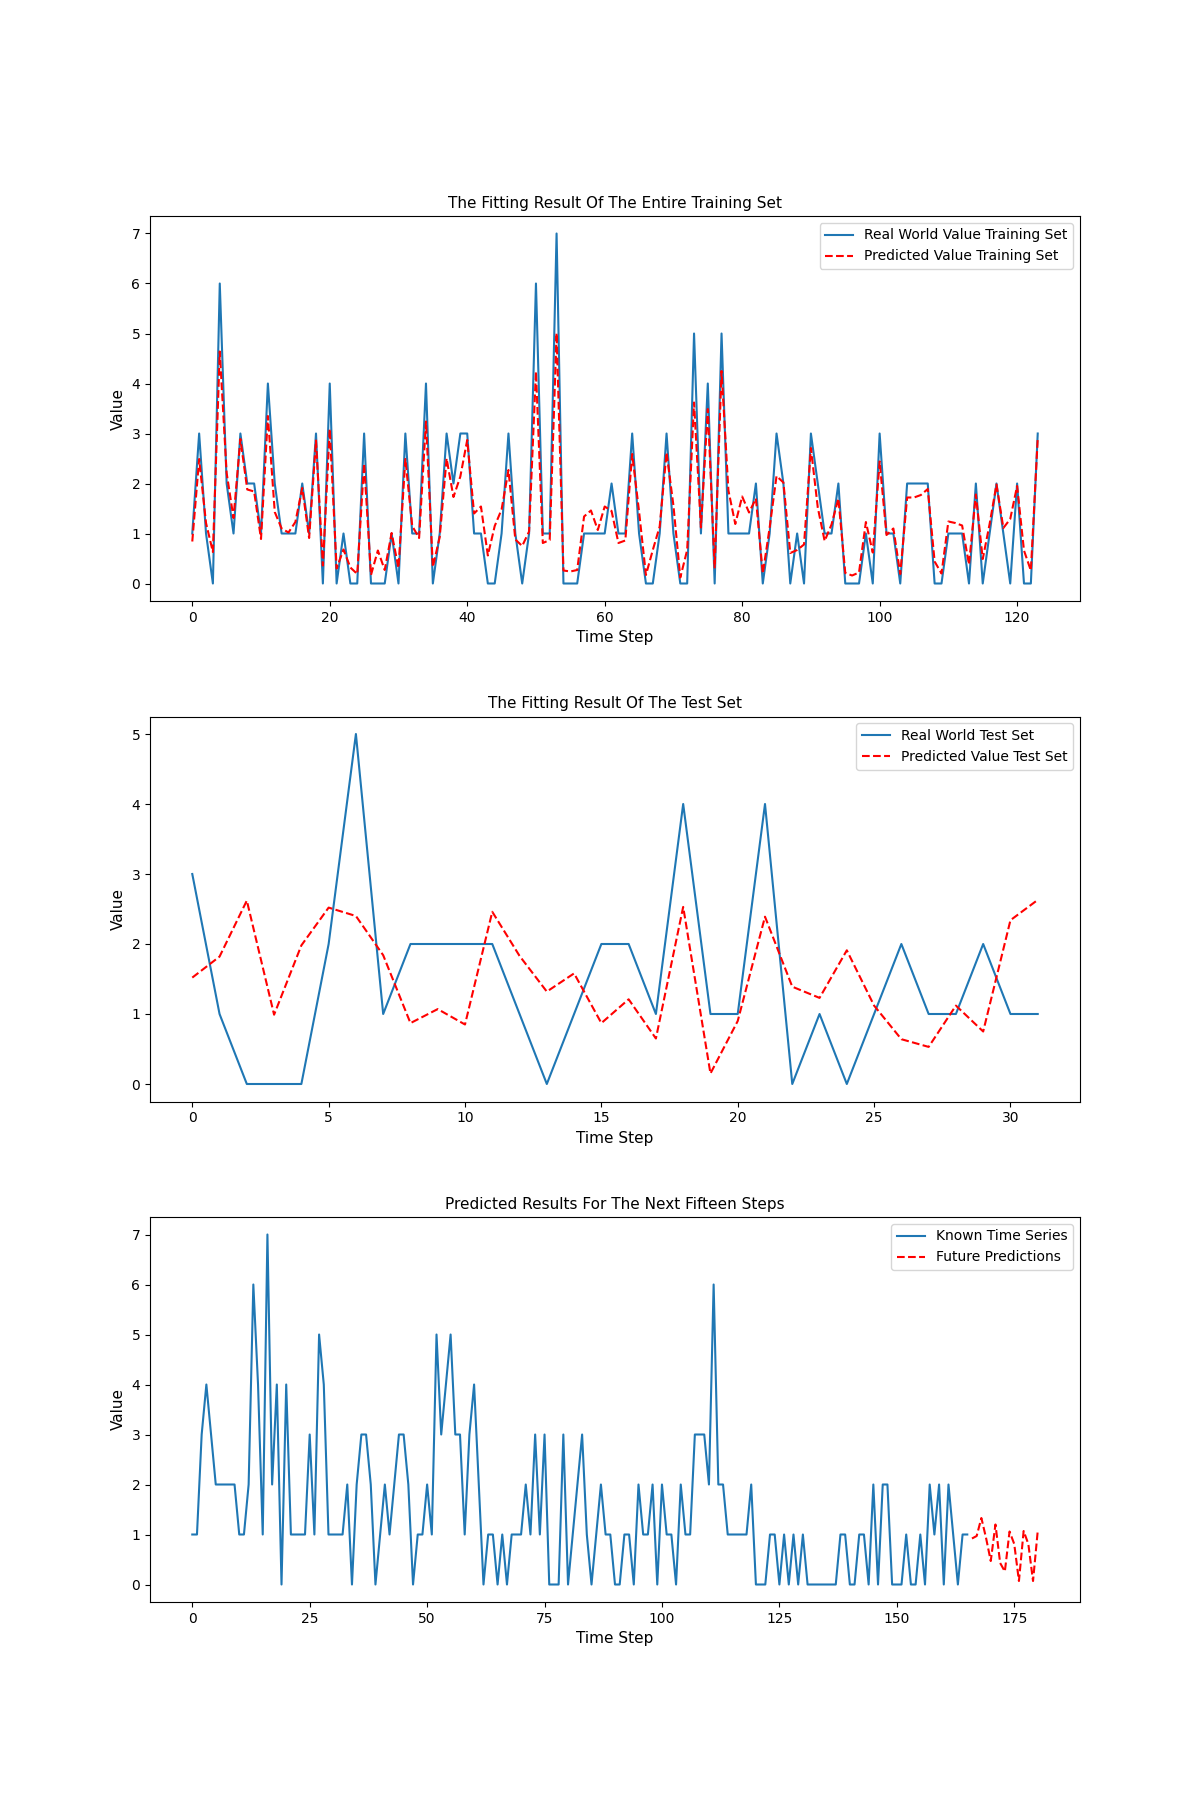 The Fitting Result Of The Entire Training Set
Real World Value Training Set
Predicted Value Training Set
Value
7
6
5
4
3
2
1
0
0 20 40 60 80 100 120
Time Step
The Fitting Result Of The Test Set
Real World Test Set
Predicted Value Test Set
Value
5
4
3
2
1
0
0 5 10 15 20 25 30
Time Step
Predicted Results For The Next Fifteen Steps
Known Time Series
Future Predictions
Value
7
6
5
4
3
2
1
0
0 25 50 75 100 125 150 175
Time Step